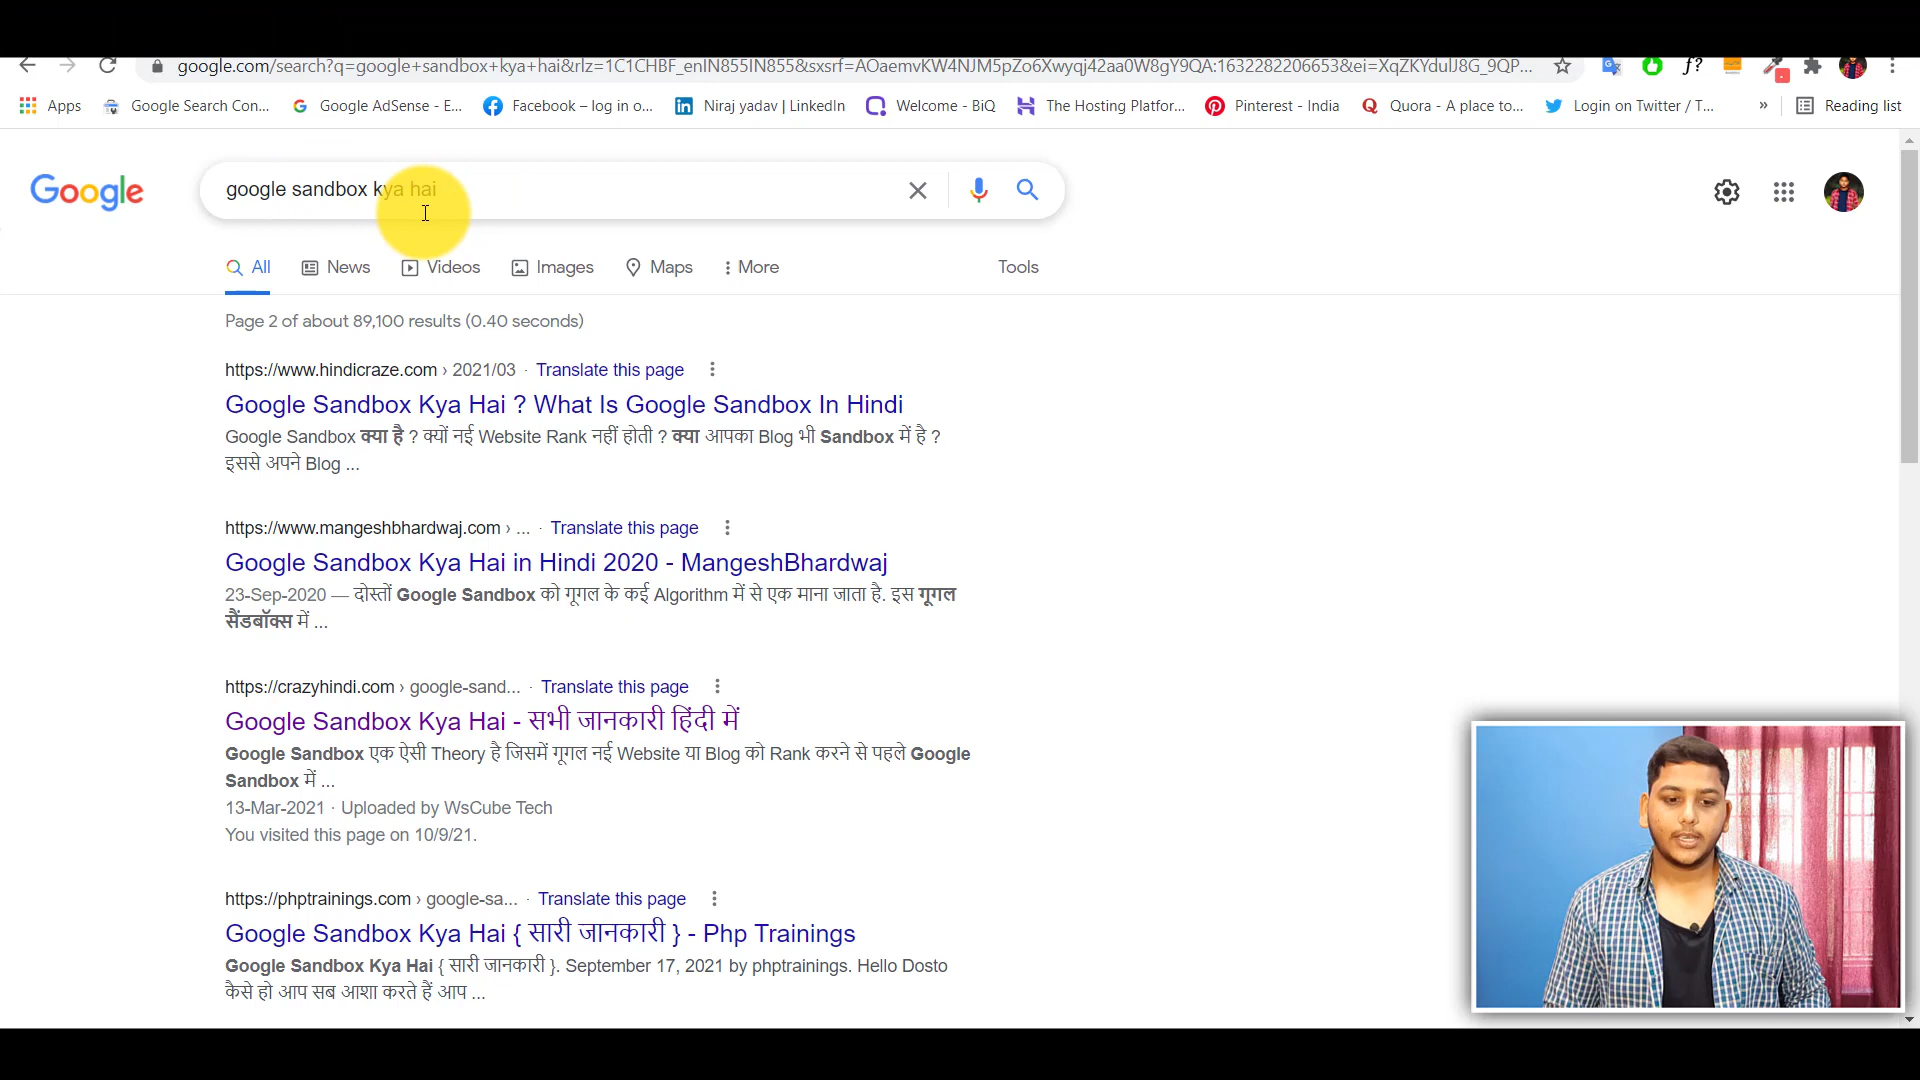 google.com/search?q=google+sandbox+kya+hai&rlz=1C1CHBF_enIN855IN855&sxsrf=AOaemvKW4NJM5pZo6Xwyqj42aa0W8gY9QA:1632282206653&ei=XqZKYdulJ8G_9QP...
Apps Google Search Con... Google AdSense - E... Facebook – log in o... Niraj yadav | LinkedIn Welcome - BiQ The Hosting Platfor... Pinterest - India Quora - A place to... Login on Twitter / T... » Reading list
Google google sandbox kya hai
All News Videos Images Maps More Tools
Page 2 of about 89,100 results (0.40 seconds)
https://www.hindicraze.com › 2021/03 · Translate this page
Google Sandbox Kya Hai ? What Is Google Sandbox In Hindi
Google Sandbox क्या है ? क्यों नई Website Rank नहीं होती ? क्या आपका Blog भी Sandbox में है ?
इससे अपने Blog ...
https://www.mangeshbhardwaj.com › ... · Translate this page
Google Sandbox Kya Hai in Hindi 2020 - MangeshBhardwaj
23-Sep-2020 — दोस्तों Google Sandbox को गूगल के कई Algorithm में से एक माना जाता है. इस गूगल
सैंडबॉक्स में ...
https://crazyhindi.com › google-sand... · Translate this page
Google Sandbox Kya Hai - सभी जानकारी हिंदी में
Google Sandbox एक ऐसी Theory है जिसमें गूगल नई Website या Blog को Rank करने से पहले Google
Sandbox में ...
13-Mar-2021 · Uploaded by WsCube Tech
You visited this page on 10/9/21.
https://phptrainings.com › google-sa... · Translate this page
Google Sandbox Kya Hai { सारी जानकारी } - Php Trainings
Google Sandbox Kya Hai { सारी जानकारी }. September 17, 2021 by phptrainings. Hello Dosto
कैसे हो आप सब आशा करते हैं आप ...